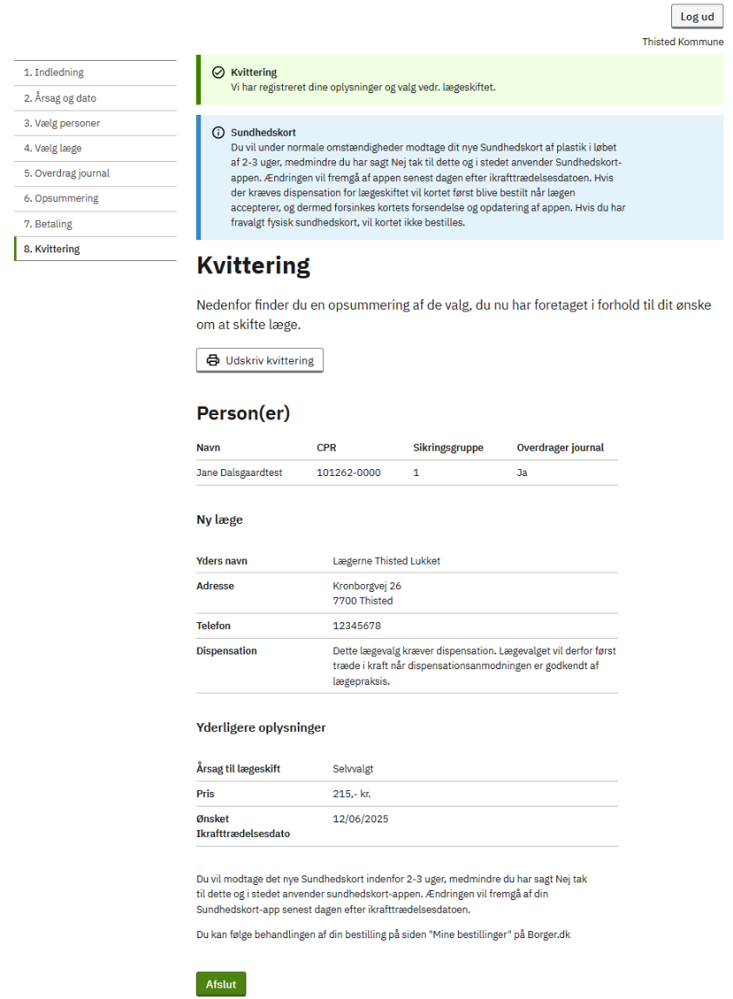 Log ud
Thisted Kommune
1. Indledning
2. Årsag og dato
3. Vælg personer
4. Vælg læge
5. Overdrag journal
6. Opsummering
7. Betaling
8. Kvittering
Kvittering
Vi har registreret dine oplysninger og valg vedr. lægeskiftet.
Sundhedskort
Du vil under normale omstændigheder modtage dit nye Sundhedskort af plastik i løbet
af 2-3 uger, medmindre du har sagt Nej tak til dette og i stedet anvender Sundhedskort-
appen. Ændringen vil fremgå af appen senest dagen efter ikrafttrædelsesdatoen. Hvis
der kræves dispensation for lægeskiftet vil kortet først blive bestilt når lægen
accepterer, og dermed forsinkes kortets forsendelse og opdatering af appen. Hvis du har
fravalgt fysisk sundhedskort, vil kortet ikke bestilles.
Kvittering
Nedenfor finder du en opsummering af de valg, du nu har foretaget i forhold til dit ønske
om at skifte læge.
Udskriv kvittering
Person(er)
Navn CPR Sikringsgruppe Overdrager journal
Jane Dalsgaardtest 101262-0000 1 Ja
Ny læge
Yders navn Lægerne Thisted Lukket
Adresse Kronborgvej 26
7700 Thisted
Telefon 12345678
Dispensation Dette lægevalg kræver dispensation. Lægevalget vil derfor først
træde i kraft når dispensationsanmodningen er godkendt af
lægepraksis.
Yderligere oplysninger
Årsag til lægeskift Selvvalgt
Pris 215,- kr.
Ønsket 12/06/2025
Ikrafttrædelsesdato
Du vil modtage det nye Sundhedskort indenfor 2-3 uger, medmindre du har sagt Nej tak
til dette og i stedet anvender sundhedskort-appen. Ændringen vil fremgå af din
Sundhedskort-app senest dagen efter ikrafttrædelsesdatoen.
Du kan følge behandlingen af din bestilling på siden "Mine bestillinger" på Borger.dk
Afslut